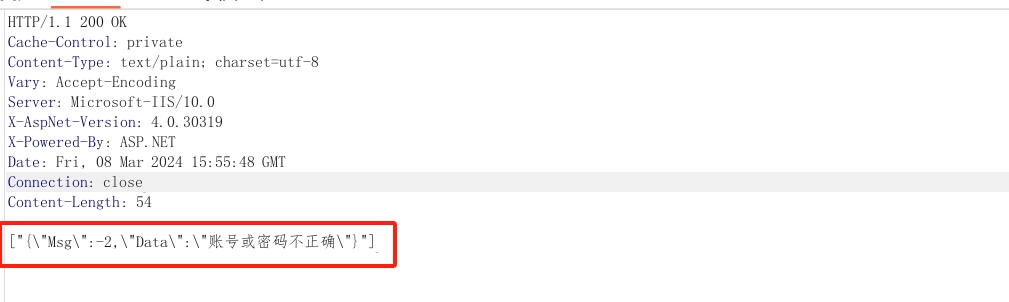 HTTP/1.1 200 OK
Cache-Control: private
Content-Type: text/plain; charset=utf-8
Vary: Accept-Encoding
Server: Microsoft-IIS/10.0
X-AspNet-Version: 4.0.30319
X-Powered-By: ASP.NET
Date: Fri, 08 Mar 2024 15:55:48 GMT
Connection: close
Content-Length: 54
["{\"Msg\":-2,\"Data\":\"账号或密码不正确\"}"]